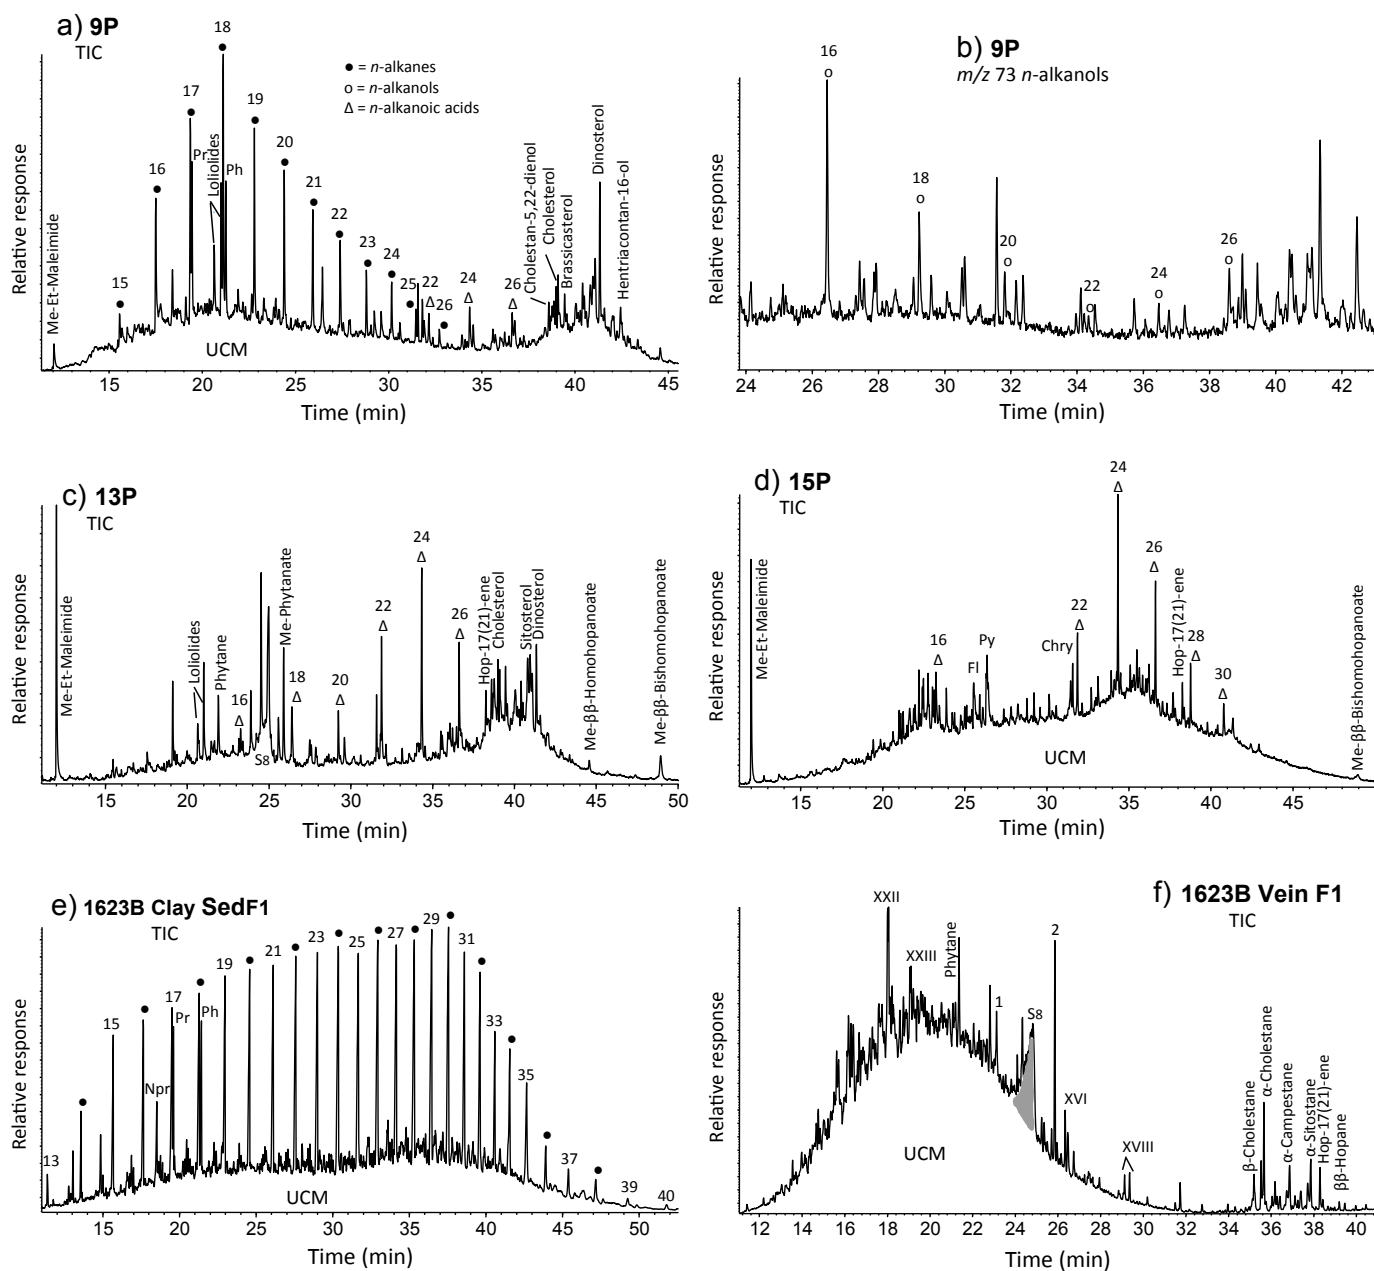 a) 9P
TIC
● = n-alkanes
o = n-alkanols
Δ = n-alkanoic acids
Relative response
Me-Et-Maleimide
15
16
17
Pr
Loliolides
18
Ph
19
20
21
22
23
24
25
22
Δ
26
24
Δ
26
Δ
Cholestan-5,22-dienol
Cholesterol
Brassicasterol
Dinosterol
Hentriacontan-16-ol
UCM
15 20 25 30 35 40 45
Time (min)
b) 9P
m/z 73 n-alkanols
Relative response
16
o
18
o
20
o
22
o
24
o
26
o
24 26 28 30 32 34 36 38 40 42
Time (min)
c) 13P
TIC
Relative response
Me-Et-Maleimide
Loliolides
Phytane
16
Δ
S8
Me-Phytanate
18
Δ
20
Δ
22
Δ
24
Δ
26
Δ
Hop-17(21)-ene
Cholesterol
Sitosterol
Dinosterol
Me-ββ-Homohopanoate
Me-ββ-Bishomohopanoate
15 20 25 30 35 40 45 50
Time (min)
d) 15P
TIC
Relative response
Me-Et-Maleimide
16
Δ
Fl
Py
Chry
22
Δ
24
Δ
26
Δ
Hop-17(21)-ene
28
Δ
30
Δ
Me-ββ-Bishomohopanoate
UCM
15 20 25 30 35 40 45
Time (min)
e) 1623B Clay SedF1
TIC
Relative response
13
15
Npr
17
Pr
Ph
19
21
23
25
27
29
31
33
35
37
39
40
UCM
15 20 25 30 35 40 45 50
Time (min)
f) 1623B Vein F1
TIC
Relative response
XXII
XXIII
Phytane
1
S8
2
XVI
XVIII
β-Cholestane
α-Cholestane
α-Campestane
α-Sitostane
Hop-17(21)-ene
ββ-Hopane
UCM
12 14 16 18 20 22 24 26 28 30 32 34 36 38 40
Time (min)